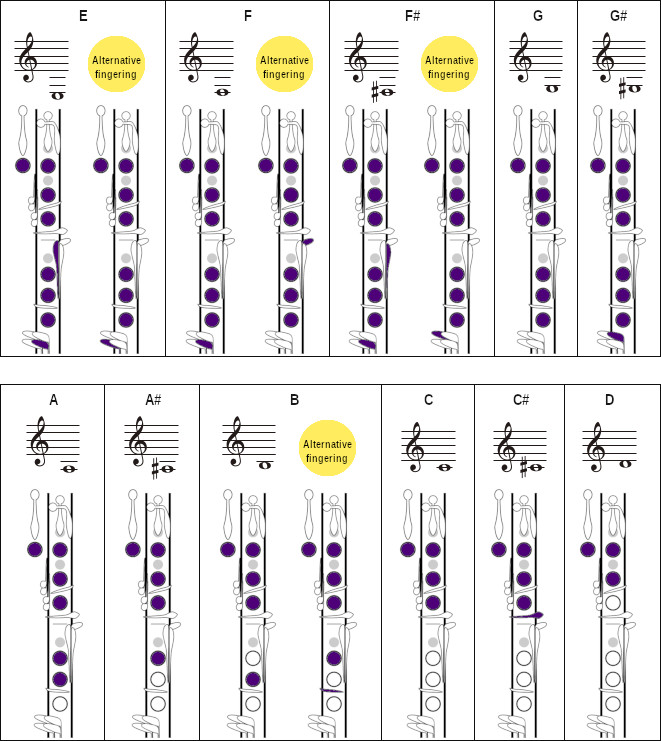 E
F
F#
G
G#
Alternative
fingering
Alternative
fingering
Alternative
fingering
A
A#
B
C
C#
D
Alternative
fingering